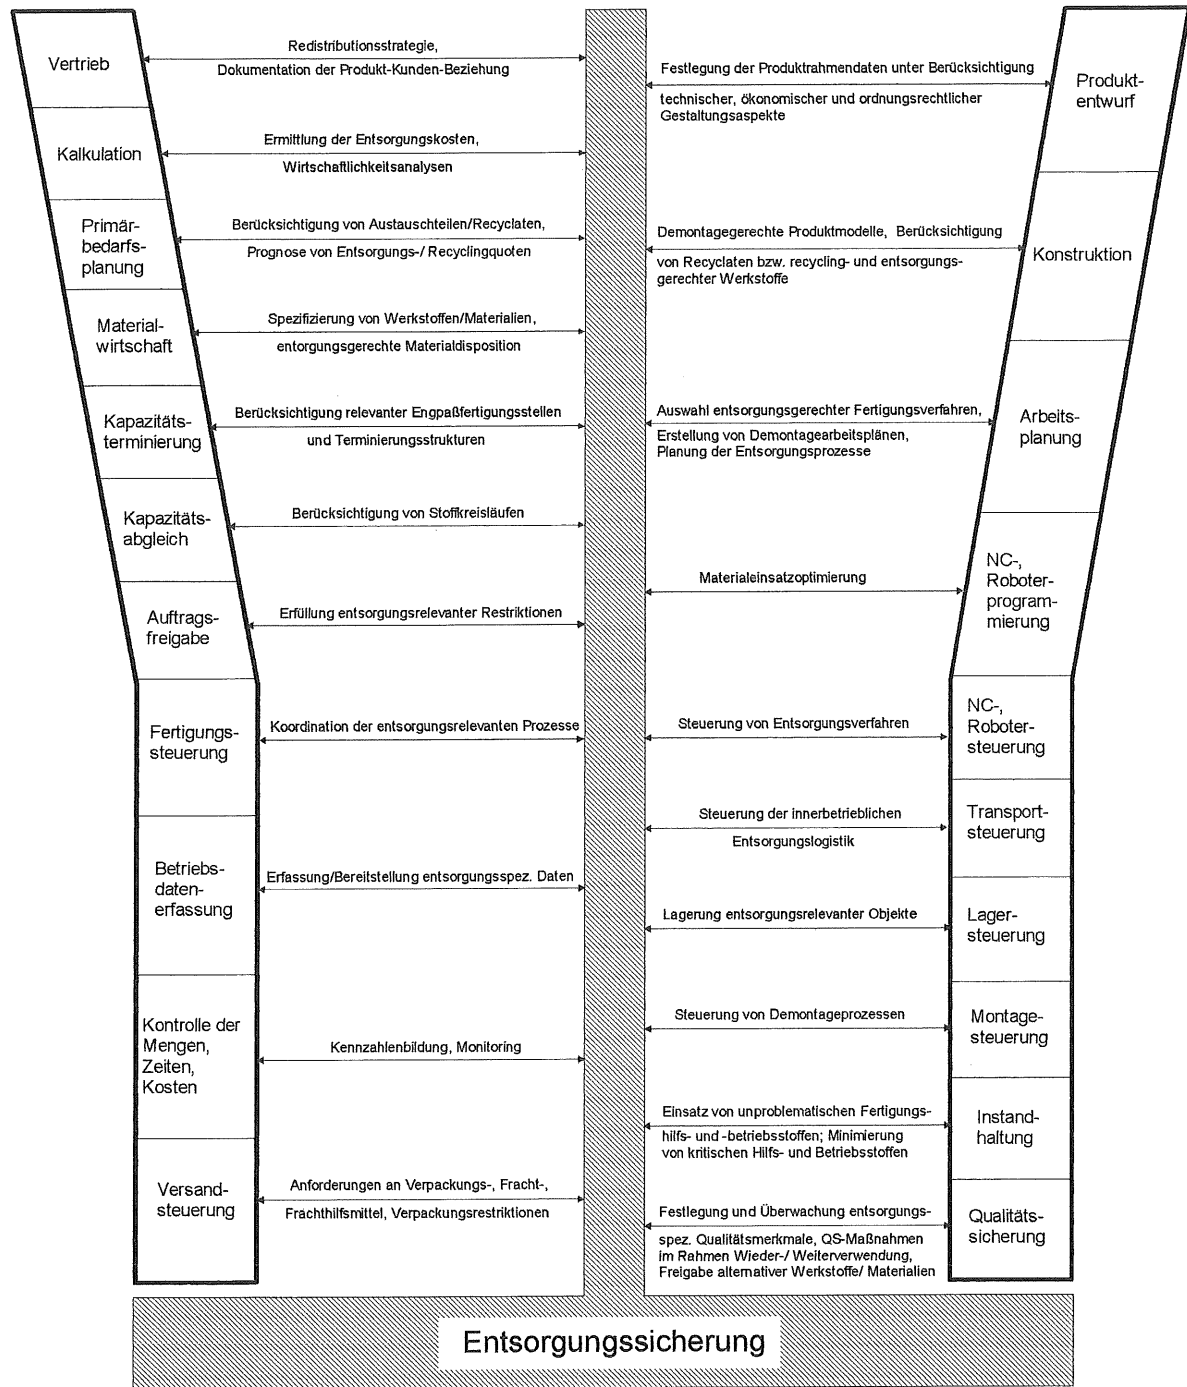 Vertrieb
Redistributionsstrategie,
Dokumentation der Produkt-Kunden-Beziehung
Kalkulation
Ermittlung der Entsorgungskosten,
Wirtschaftlichkeitsanalysen
Primär-
bedarfs-
planung
Berücksichtigung von Austauschteilen/Recyclaten,
Prognose von Entsorgungs-/ Recyclingquoten
Material-
wirtschaft
Spezifizierung von Werkstoffen/Materialien,
entorgungsgerechte Materialdisposition
Kapazitäts-
terminierung
Berücksichtigung relevanter Engpaßfertigungsstellen
und Terminierungsstrukturen
Kapazitäts-
abgleich
Berücksichtigung von Stoffkreisläufen
Auftrags-
freigabe
Erfüllung entsorgungsrelevanter Restriktionen
Fertigungs-
steuerung
Koordination der entsorgungsrelevanten Prozesse
Betriebs-
daten-
erfassung
Erfassung/Bereitstellung entsorgungsspez. Daten
Kontrolle der
Mengen,
Zeiten,
Kosten
Kennzahlenbildung, Monitoring
Versand-
steuerung
Anforderungen an Verpackungs-, Fracht-,
Frachthilfsmittel, Verpackungsrestriktionen
Festlegung der Produktrahmendaten unter Berücksichtigung
technischer, ökonomischer und ordnungsrechtlicher
Gestaltungsaspekte
Produkt-
entwurf
Demontagegerechte Produktmodelle, Berücksichtigung
von Recyclaten bzw. recycling- und entsorgungs-
gerechter Werkstoffe
Konstruktion
Auswahl entsorgungsgerechter Fertigungsverfahren,
Erstellung von Demontagearbeitsplänen,
Planung der Entsorgungsprozesse
Arbeits-
planung
Materialeinsatzoptimierung
NC-,
Roboter-
program-
mierung
Steuerung von Entsorgungsverfahren
NC-,
Roboter-
steuerung
Steuerung der innerbetrieblichen
Entsorgungslogistik
Transport-
steuerung
Lagerung entsorgungsrelevanter Objekte
Lager-
steuerung
Steuerung von Demontageprozessen
Montage-
steuerung
Einsatz von unproblematischen Fertigungs-
hilfs- und -betriebsstoffen; Minimierung
von kritischen Hilfs- und Betriebsstoffen
Instand-
haltung
Festlegung und Überwachung entsorgungs-
spez. Qualitätsmerkmale, QS-Maßnahmen
im Rahmen Wieder-/ Weiterverwendung,
Freigabe alternativer Werkstoffe/ Materialien
Qualitäts-
sicherung
Entsorgungssicherung